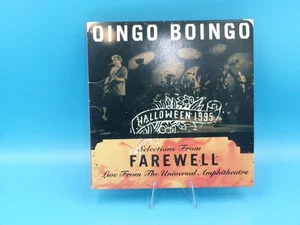 OINGO BOINGO
HALLOWEEN 1995
Selections From
FAREWELL
Live From The Universal Amphitheatre